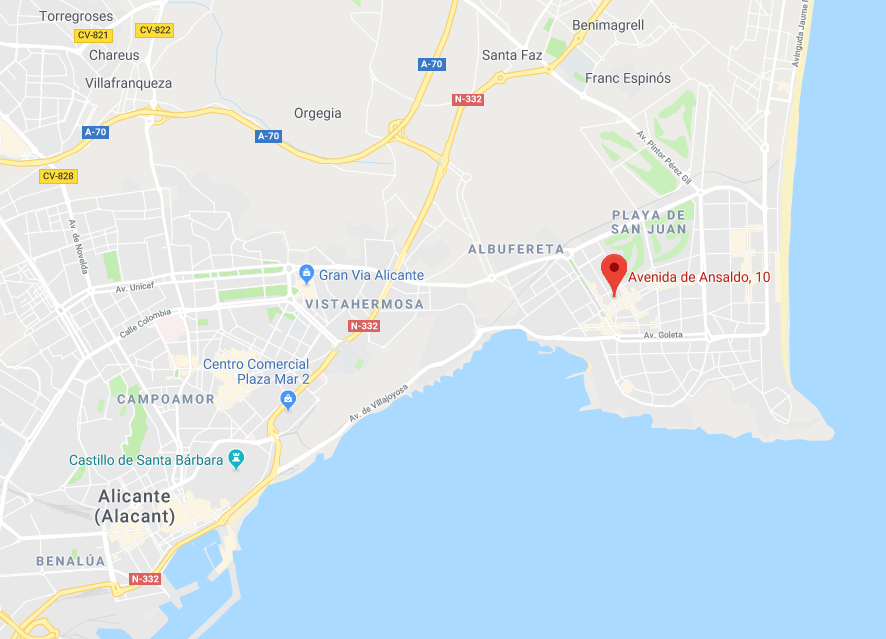 Torregroses
CV-821
CV-822
Chareus
Villafranqueza
Benimagrell
Santa Faz
Franc Espinós
Avinguda Jaume
A-70
N-332
Orgegia
A-70
A-70
CV-828
Av. Pintor Pérez Gil
PLAYA DE
SAN JUAN
Av. de Novelda
ALBUFERETA
Gran Via Alicante
Avenida de Ansaldo, 10
Av. Unicef
VISTAHERMOSA
Calle Colombia
N-332
Av. Goleta
Centro Comercial
Plaza Mar 2
Av. de Villajoyosa
CAMPOAMOR
Castillo de Santa Bárbara
Alicante
(Alacant)
BENALÚA
N-332